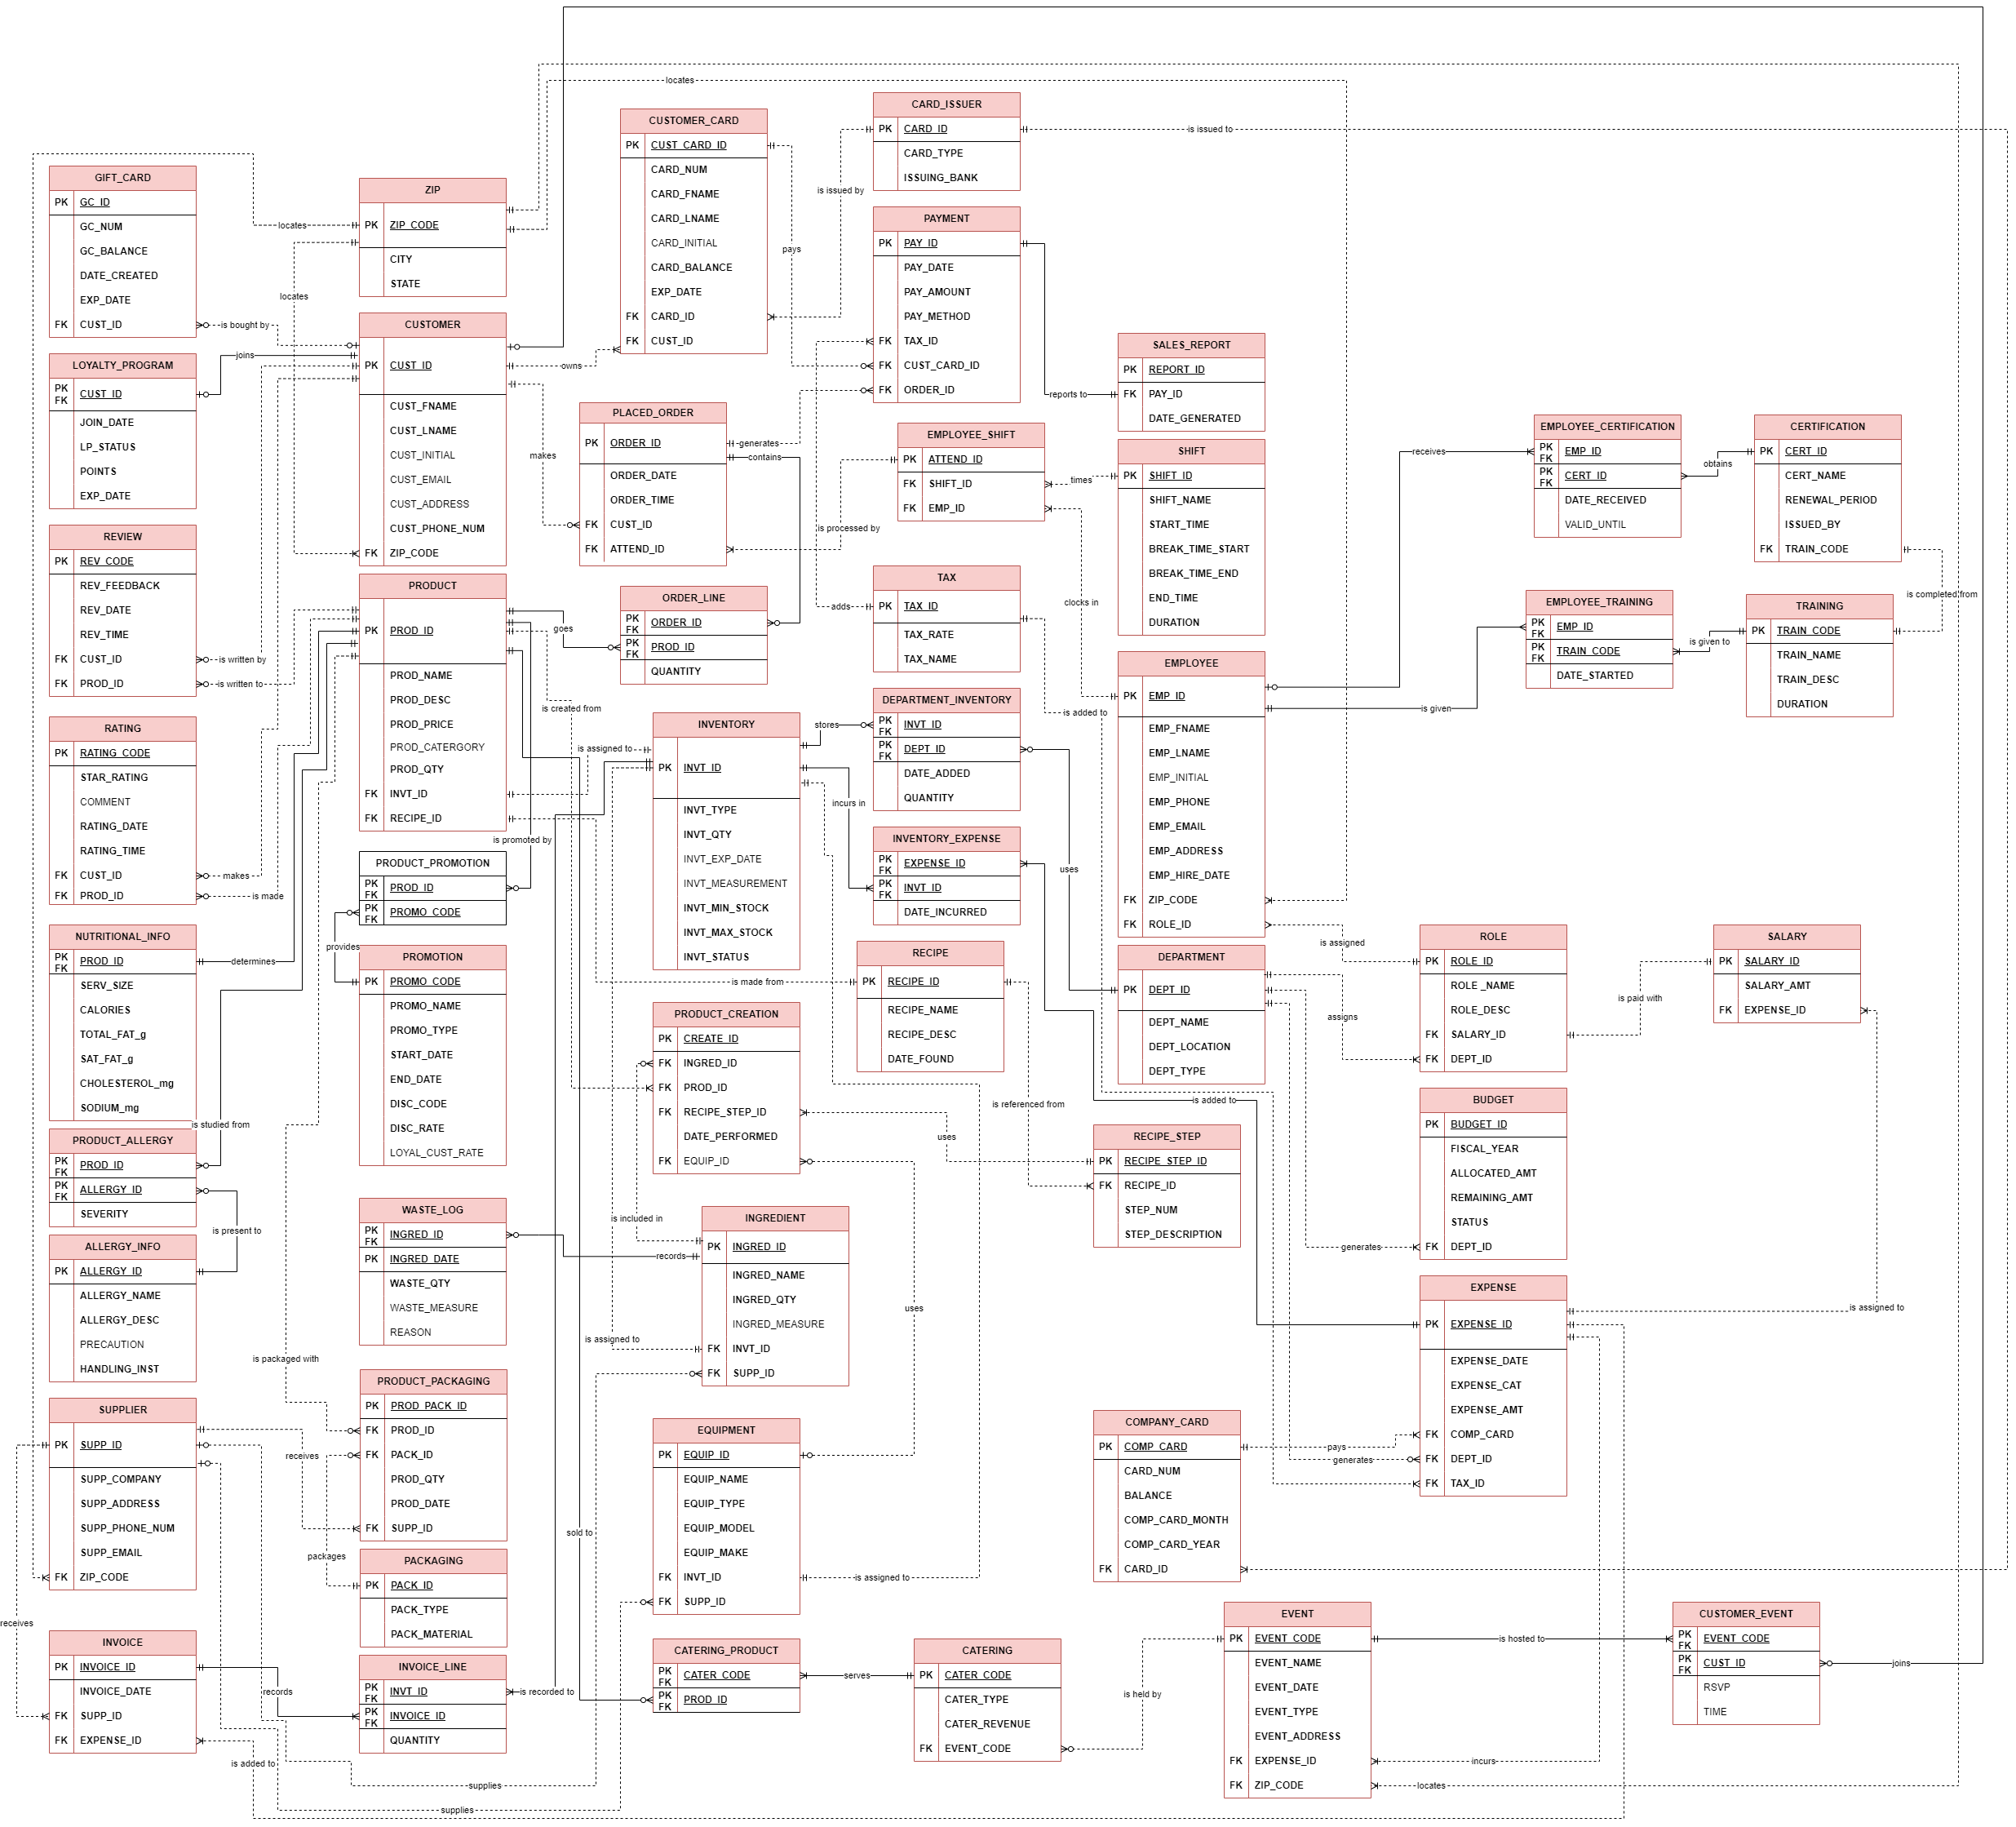 GIFT_CARD
PK GC_ID
GC_NUM
GC_BALANCE
DATE_CREATED
EXP_DATE
FK CUST_ID
LOYALTY_PROGRAM
PK
FK CUST_ID
JOIN_DATE
LP_STATUS
POINTS
EXP_DATE
REVIEW
PK REV_CODE
REV_FEEDBACK
REV_DATE
REV_TIME
FK CUST_ID
FK PROD_ID
RATING
PK RATING_CODE
STAR_RATING
COMMENT
RATING_DATE
RATING_TIME
FK CUST_ID
FK PROD_ID
NUTRITIONAL_INFO
PK
FK PROD_ID
SERV_SIZE
CALORIES
TOTAL_FAT_g
SAT_FAT_g
CHOLESTEROL_mg
SODIUM_mg
PRODUCT_ALLERGY
PK
FK PROD_ID
PK
FK ALLERGY_ID
SEVERITY
ALLERGY_INFO
PK ALLERGY_ID
ALLERGY_NAME
ALLERGY_DESC
PRECAUTION
HANDLING_INST
SUPPLIER
PK SUPP_ID
SUPP_COMPANY
SUPP_ADDRESS
SUPP_PHONE_NUM
SUPP_EMAIL
FK ZIP_CODE
INVOICE
PK INVOICE_ID
INVOICE_DATE
FK SUPP_ID
FK EXPENSE_ID
locates
locates
is bought by
joins
is written by
is written to
makes
is made
determines
is studied from
is present to
is packaged with
receives
packages
receives
records
is added to
supplies
supplies
ZIP
PK ZIP_CODE
CITY
STATE
CUSTOMER
PK CUST_ID
CUST_FNAME
CUST_LNAME
CUST_INITIAL
CUST_EMAIL
CUST_ADDRESS
CUST_PHONE_NUM
FK ZIP_CODE
PRODUCT
PK PROD_ID
PROD_NAME
PROD_DESC
PROD_PRICE
PROD_CATERGORY
PROD_QTY
FK INVT_ID
FK RECIPE_ID
is promoted by
PRODUCT_PROMOTION
PK
FK PROD_ID
PK
FK PROMO_CODE
provides
PROMOTION
PK PROMO_CODE
PROMO_NAME
PROMO_TYPE
START_DATE
END_DATE
DISC_CODE
DISC_RATE
LOYAL_CUST_RATE
WASTE_LOG
PK
FK INGRED_ID
PK INGRED_DATE
WASTE_QTY
WASTE_MEASURE
REASON
PRODUCT_PACKAGING
PK PROD_PACK_ID
FK PROD_ID
FK PACK_ID
PROD_QTY
PROD_DATE
FK SUPP_ID
PACKAGING
PK PACK_ID
PACK_TYPE
PACK_MATERIAL
INVOICE_LINE
PK
FK INVT_ID
PK
FK INVOICE_ID
QUANTITY
locates
CUSTOMER_CARD
PK CUST_CARD_ID
CARD_NUM
CARD_FNAME
CARD_LNAME
CARD_INITIAL
CARD_BALANCE
EXP_DATE
FK CARD_ID
FK CUST_ID
owns
makes
pays
is issued by
PLACED_ORDER
PK ORDER_ID
ORDER_DATE
ORDER_TIME
FK CUST_ID
FK ATTEND_ID
generates
contains
is processed by
ORDER_LINE
PK
FK ORDER_ID
PK
FK PROD_ID
QUANTITY
goes
is created from
is assigned to
INVENTORY
PK INVT_ID
INVT_TYPE
INVT_QTY
INVT_EXP_DATE
INVT_MEASUREMENT
INVT_MIN_STOCK
INVT_MAX_STOCK
INVT_STATUS
stores
incurs in
is made from
PRODUCT_CREATION
PK CREATE_ID
FK INGRED_ID
FK PROD_ID
FK RECIPE_STEP_ID
DATE_PERFORMED
FK EQUIP_ID
is included in
records
uses
uses
INGREDIENT
PK INGRED_ID
INGRED_NAME
INGRED_QTY
INGRED_MEASURE
FK INVT_ID
FK SUPP_ID
is assigned to
sold to
EQUIPMENT
PK EQUIP_ID
EQUIP_NAME
EQUIP_TYPE
EQUIP_MODEL
EQUIP_MAKE
FK INVT_ID
FK SUPP_ID
is assigned to
is recorded to
CATERING_PRODUCT
PK
FK CATER_CODE
PK
FK PROD_ID
serves
CARD_ISSUER
PK CARD_ID
CARD_TYPE
ISSUING_BANK
is issued to
PAYMENT
PK PAY_ID
PAY_DATE
PAY_AMOUNT
PAY_METHOD
FK TAX_ID
FK CUST_CARD_ID
FK ORDER_ID
reports to
EMPLOYEE_SHIFT
PK ATTEND_ID
FK SHIFT_ID
FK EMP_ID
times
clocks in
TAX
PK TAX_ID
TAX_RATE
TAX_NAME
adds
is added to
DEPARTMENT_INVENTORY
PK
FK INVT_ID
PK
FK DEPT_ID
DATE_ADDED
QUANTITY
INVENTORY_EXPENSE
PK
FK EXPENSE_ID
PK
FK INVT_ID
DATE_INCURRED
uses
RECIPE
PK RECIPE_ID
RECIPE_NAME
RECIPE_DESC
DATE_FOUND
is referenced from
CATERING
PK CATER_CODE
CATER_TYPE
CATER_REVENUE
FK EVENT_CODE
is held by
SALES_REPORT
PK REPORT_ID
FK PAY_ID
DATE_GENERATED
SHIFT
PK SHIFT_ID
SHIFT_NAME
START_TIME
BREAK_TIME_START
BREAK_TIME_END
END_TIME
DURATION
EMPLOYEE
PK EMP_ID
EMP_FNAME
EMP_LNAME
EMP_INITIAL
EMP_PHONE
EMP_EMAIL
EMP_ADDRESS
EMP_HIRE_DATE
FK ZIP_CODE
FK ROLE_ID
DEPARTMENT
PK DEPT_ID
DEPT_NAME
DEPT_LOCATION
DEPT_TYPE
is added to
RECIPE_STEP
PK RECIPE_STEP_ID
FK RECIPE_ID
STEP_NUM
STEP_DESCRIPTION
COMPANY_CARD
PK COMP_CARD
CARD_NUM
BALANCE
COMP_CARD_MONTH
COMP_CARD_YEAR
FK CARD_ID
EVENT
PK EVENT_CODE
EVENT_NAME
EVENT_DATE
EVENT_TYPE
EVENT_ADDRESS
FK EXPENSE_ID
FK ZIP_CODE
receives
is given
is assigned
assigns
generates
pays
generates
is hosted to
incurs
locates
EMPLOYEE_CERTIFICATION
PK
FK EMP_ID
PK
FK CERT_ID
DATE_RECEIVED
VALID_UNTIL
obtains
CERTIFICATION
PK CERT_ID
CERT_NAME
RENEWAL_PERIOD
ISSUED_BY
FK TRAIN_CODE
is completed from
EMPLOYEE_TRAINING
PK
FK EMP_ID
PK
FK TRAIN_CODE
DATE_STARTED
is given to
TRAINING
PK TRAIN_CODE
TRAIN_NAME
TRAIN_DESC
DURATION
ROLE
PK ROLE_ID
ROLE _NAME
ROLE_DESC
FK SALARY_ID
FK DEPT_ID
is paid with
SALARY
PK SALARY_ID
SALARY_AMT
FK EXPENSE_ID
BUDGET
PK BUDGET_ID
FISCAL_YEAR
ALLOCATED_AMT
REMAINING_AMT
STATUS
FK DEPT_ID
EXPENSE
PK EXPENSE_ID
EXPENSE_DATE
EXPENSE_CAT
EXPENSE_AMT
FK COMP_CARD
FK DEPT_ID
FK TAX_ID
is assigned to
CUSTOMER_EVENT
PK
FK EVENT_CODE
PK
FK CUST_ID
RSVP
TIME
joins